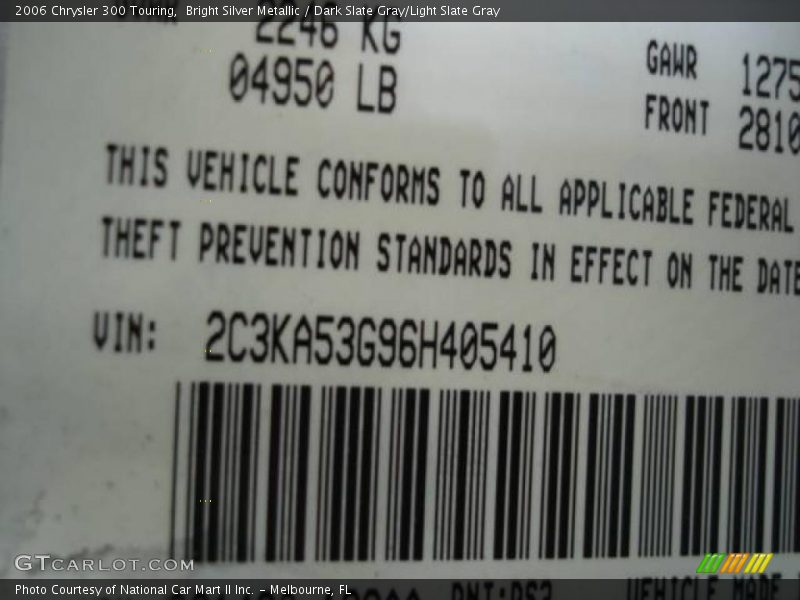 2006 Chrysler 300 Touring, Bright Silver Metallic / Dark Slate Gray/Light Slate Gray
2246 KG
04950 LB
GAWR 1275
FRONT 2810
THIS VEHICLE CONFORMS TO ALL APPLICABLE FEDERAL
THEFT PREVENTION STANDARDS IN EFFECT ON THE DATE
VIN: 2C3KA53G96H405410
GTCARLOT.COM
VEHICLE MADE
Photo Courtesy of National Car Mart II Inc. - Melbourne, FL